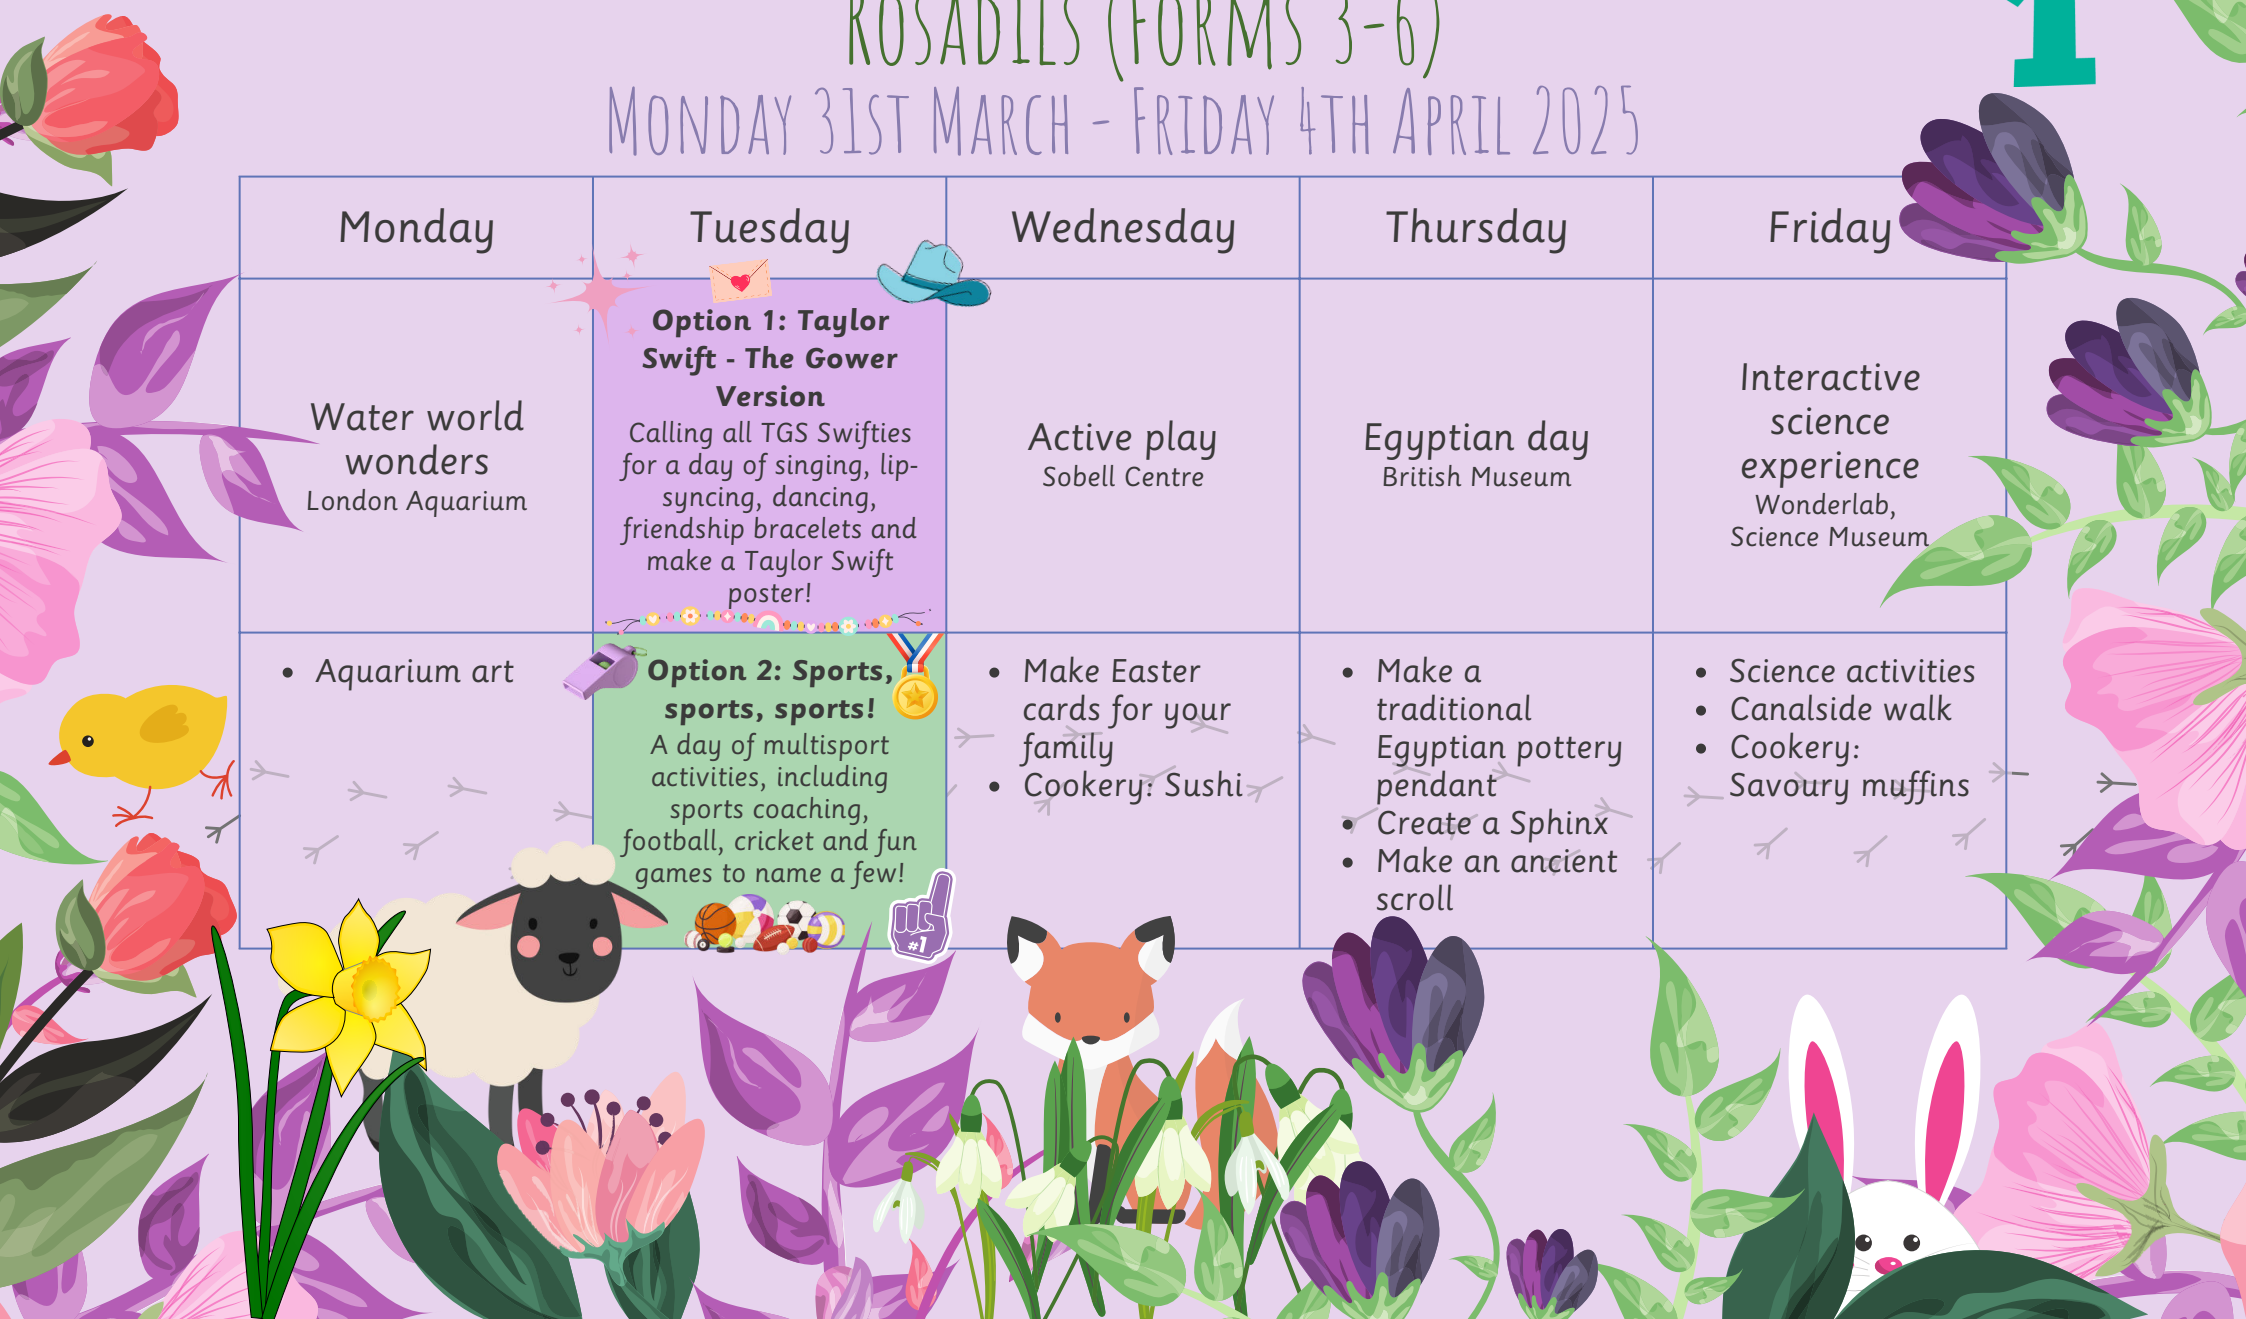 ROSADILS (FORMS 3-6)
1
MONDAY 31ST MARCH - FRIDAY 4TH APRIL 2025
Monday
Tuesday
Wednesday
Thursday
Friday
Water world
wonders
London Aquarium
Option 1: Taylor
Swift - The Gower
Version
Calling all TGS Swifties
for a day of singing, lip-
syncing, dancing,
friendship bracelets and
make a Taylor Swift
poster!
Active play
Sobell Centre
Egyptian day
British Museum
Interactive
science
experience
Wonderlab,
Science Museum
• Aquarium art
Option 2: Sports,
sports, sports!
A day of multisport
activities, including
sports coaching,
football, cricket and fun
games to name a few!
#1
• Make Easter
cards for your
family
• Cookery: Sushi
• Make a
traditional
Egyptian pottery
pendant
• Create a Sphinx
• Make an ancient
scroll
• Science activities
• Canalside walk
• Cookery:
Savoury muffins